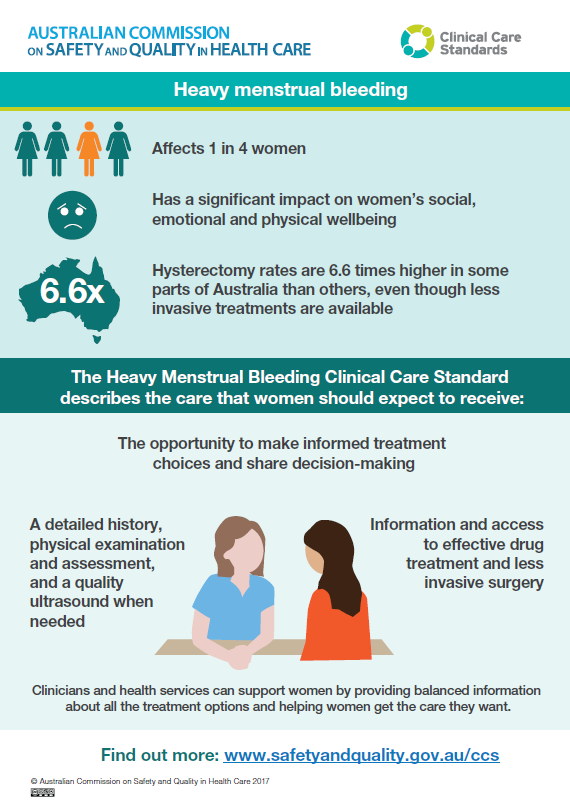 AUSTRALIAN COMMISSION
ON SAFETY AND QUALITY IN HEALTH CARE
Clinical Care
Standards
Heavy menstrual bleeding
Affects 1 in 4 women
Has a significant impact on women's social,
emotional and physical wellbeing
6.6x
Hysterectomy rates are 6.6 times higher in some
parts of Australia than others, even though less
invasive treatments are available
The Heavy Menstrual Bleeding Clinical Care Standard
describes the care that women should expect to receive:
The opportunity to make informed treatment
choices and share decision-making
A detailed history,
physical examination
and assessment,
and a quality
ultrasound when
needed
Information and access
to effective drug
treatment and less
invasive surgery
Clinicians and health services can support women by providing balanced information
about all the treatment options and helping women get the care they want.
Find out more: www.safetyandquality.gov.au/ccs
© Australian Commission on Safety and Quality in Health Care 2017